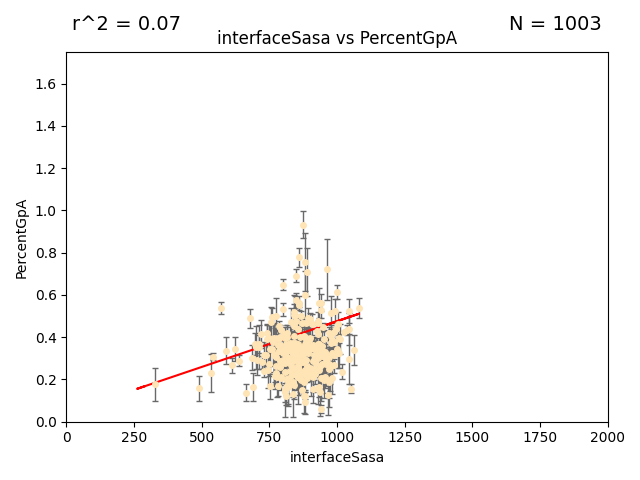 r^2 = 0.07
N = 1003
interfaceSasa vs PercentGpA
PercentGpA
1.6
1.4
1.2
1.0
0.8
0.6
0.4
0.2
0.0
0 250 500 750 1000 1250 1500 1750 2000
interfaceSasa